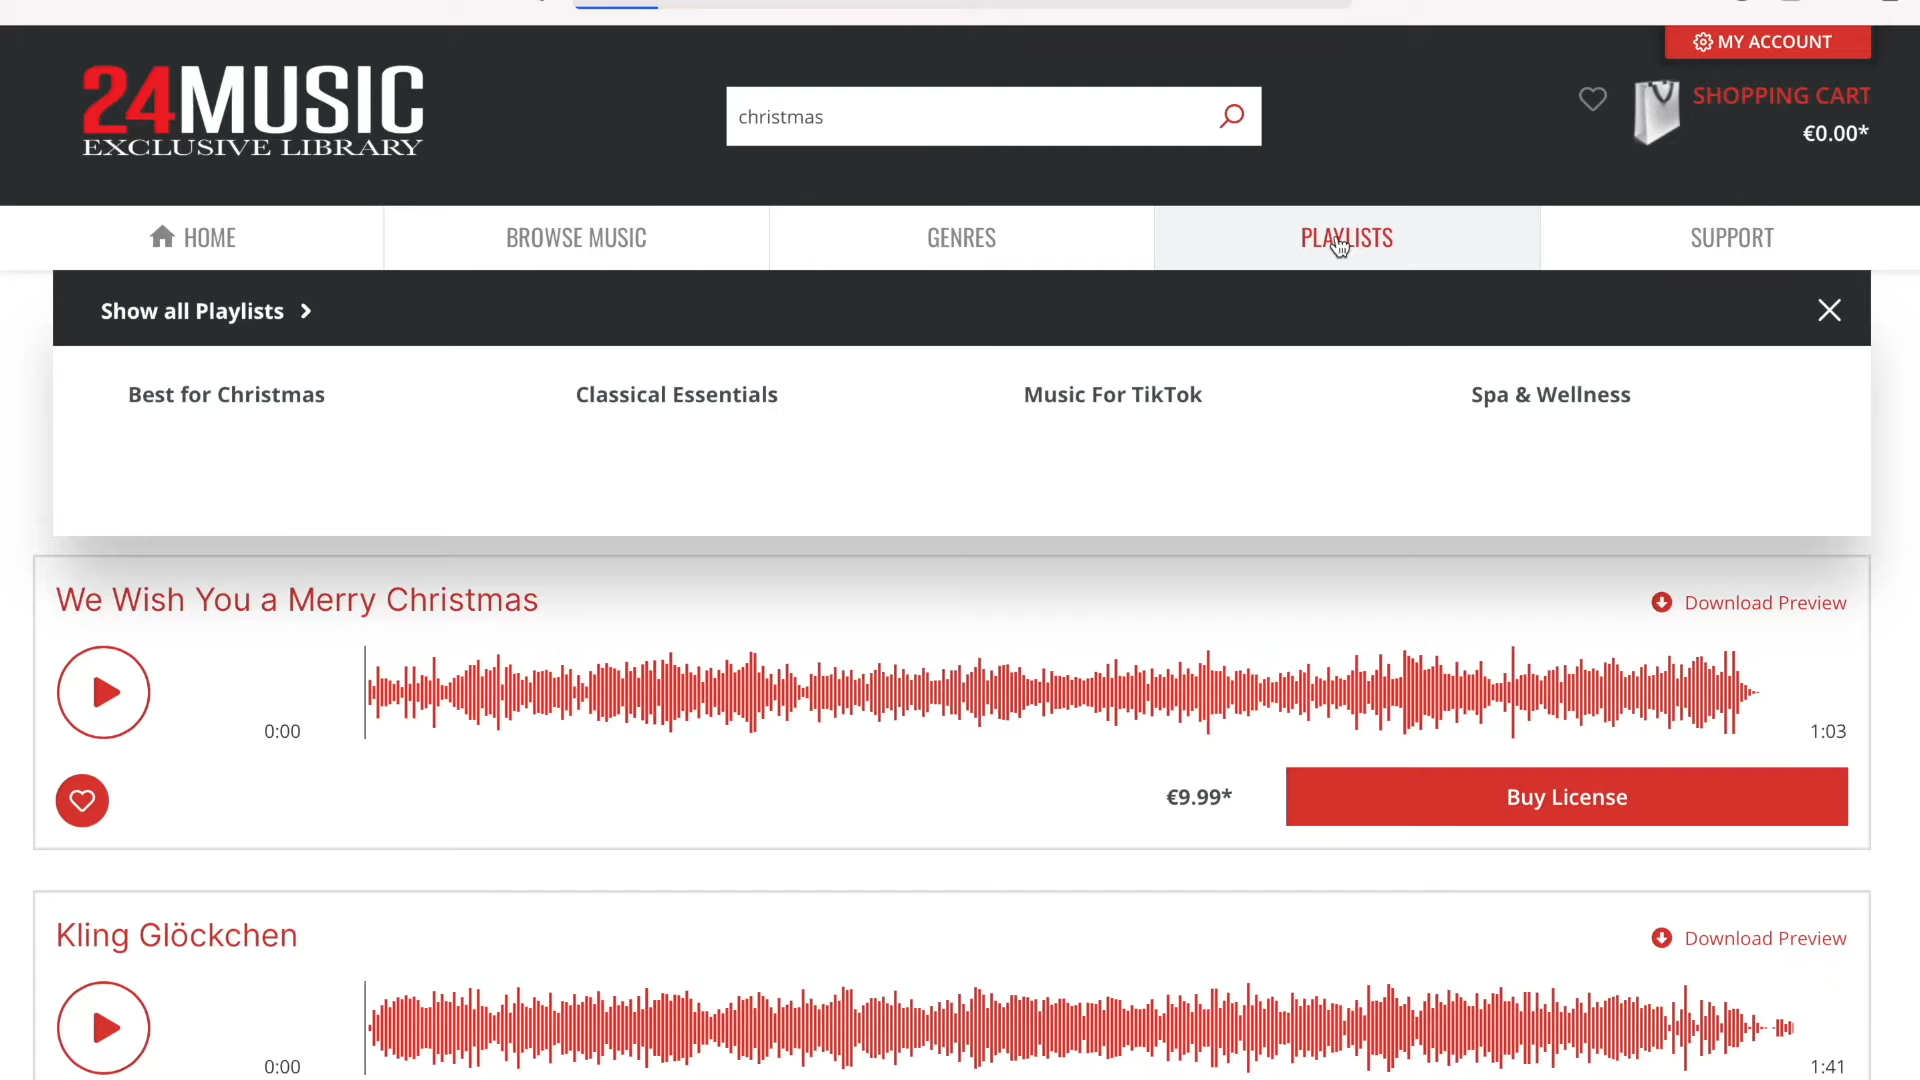 MY ACCOUNT
24MUSIC
EXCLUSIVE LIBRARY
christmas
SHOPPING CART
€0.00*
HOME
BROWSE MUSIC
GENRES
PLAYLISTS
SUPPORT
Show all Playlists
Best for Christmas
Classical Essentials
Music For TikTok
Spa & Wellness
We Wish You a Merry Christmas
Download Preview
0:00
1:03
€9.99*
Buy License
Kling Glöckchen
Download Preview
0:00
1:41